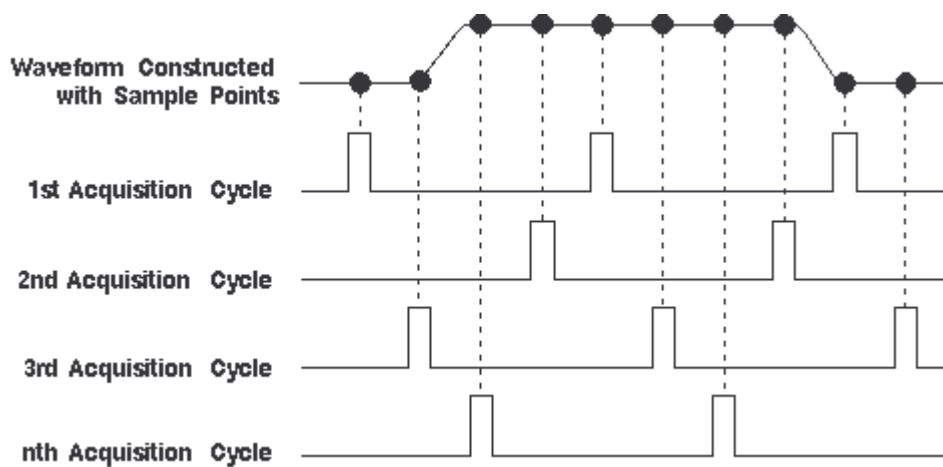 Waveform Constructed
with Sample Points
1st Acquisition Cycle
2nd Acquisition Cycle
3rd Acquisition Cycle
nth Acquisition Cycle